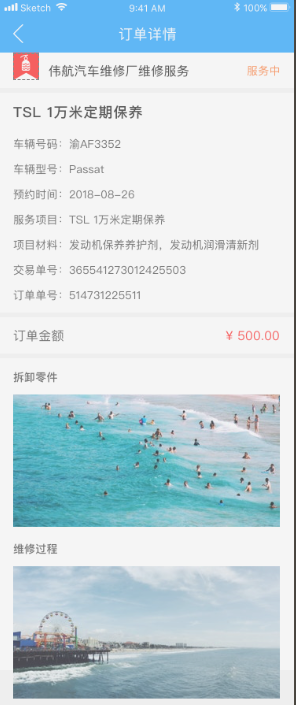 Sketch 9:41 AM 100%
订单详情
伟航汽车维修厂维修服务 服务中
TSL 1万米定期保养
车辆号码：渝AF3352
车辆型号：Passat
预约时间：2018-08-26
服务项目：TSL 1万米定期保养
项目材料：发动机保养养护剂，发动机润滑清新剂
交易单号：365541273012425503
订单单号：514731225511
订单金额 ¥ 500.00
拆卸零件
维修过程